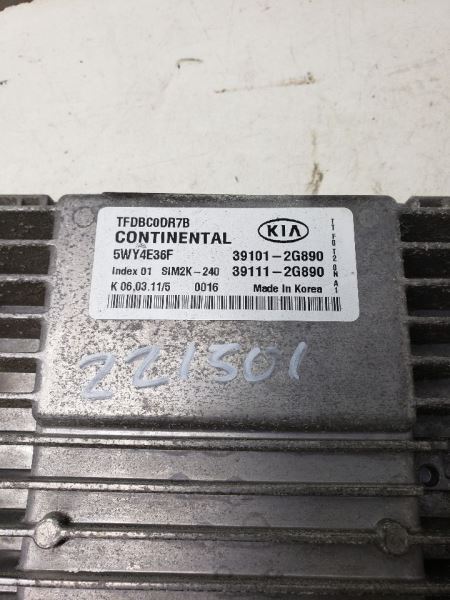 TFDBC0DR7B
CONTINENTAL
KIA
5WY4E36F 39101-2G890
Index 01 SIM2K-240 39111-2G890
K 06,03.11/5 0016 Made in Korea
221501